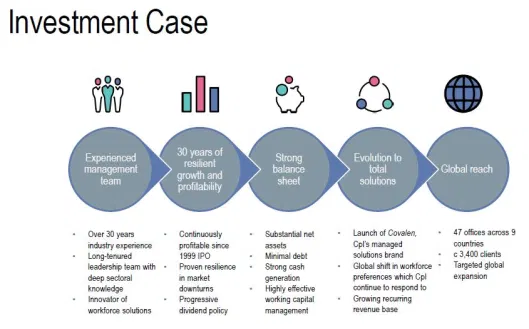 Investment Case
Experienced
management
team
30 years of
resilient
growth and
profitability
Strong
balance
sheet
Evolution to
total
solutions
Global reach
• Over 30 years
industry experience
• Long-tenured
leadership team with
deep sectoral
knowledge
• Innovator of
workforce solutions
• Continuously
profitable since
1999 IPO
• Proven resilience in
market
downturns
• Progressive
dividend policy
• Substantial net
assets
• Minimal debt
• Strong cash
generation
• Highly effective
working capital
management
• Launch of Covalen,
Cpl's managed
solutions brand
• Global shift in workforce
preferences which Cpl
continue to respond to
• Growing recurring
revenue base
• 47 offices across 9
countries
• c 3,400 clients
• Targeted global
expansion